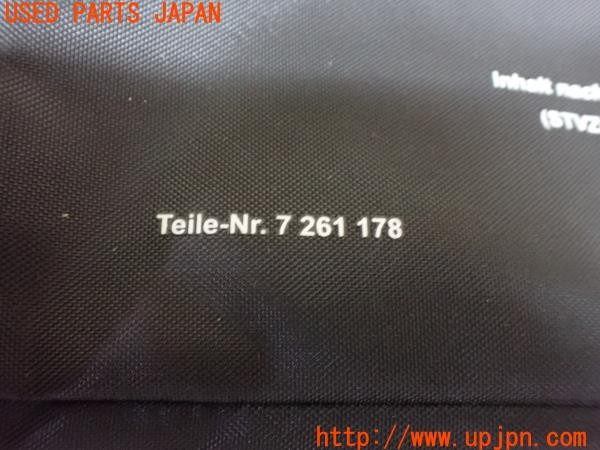 USED PARTS JAPAN
Inhalt nach
(STVZ
Teile-Nr. 7 261 178
http://www.upjpn.com/